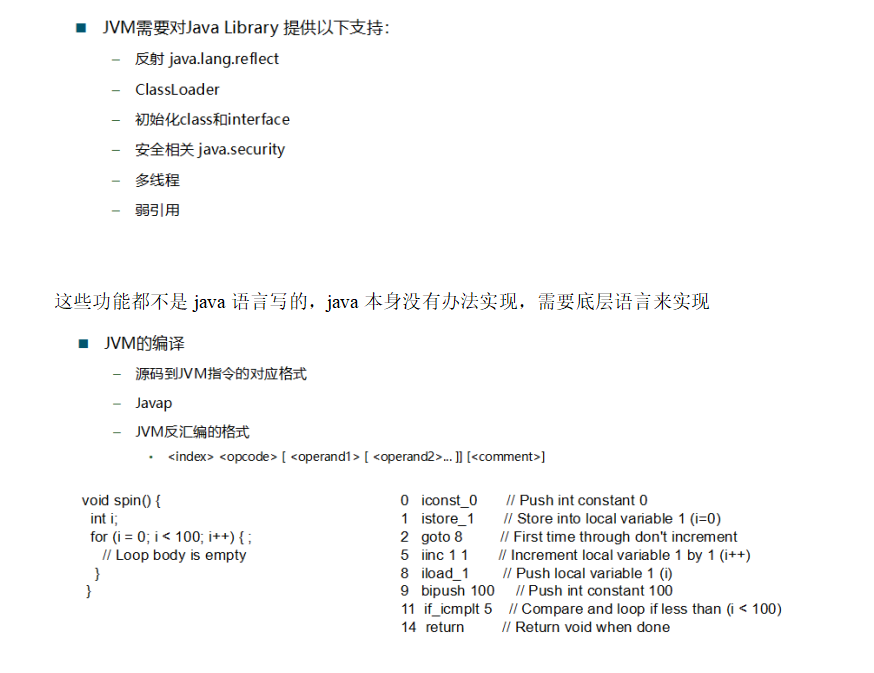 ■ JVM需要对Java Library 提供以下支持：
– 反射 java.lang.reflect
– ClassLoader
– 初始化class和interface
– 安全相关 java.security
– 多线程
– 弱引用
这些功能都不是 java 语言写的，java 本身没有办法实现，需要底层语言来实现
■ JVM的编译
– 源码到JVM指令的对应格式
– Javap
– JVM反汇编的格式
• <index> <opcode> [ <operand1> [ <operand2>... ]] [<comment>]
void spin() {
int i;
for (i = 0; i < 100; i++) { ;
// Loop body is empty
}
}
0 iconst_0 // Push int constant 0
1 istore_1 // Store into local variable 1 (i=0)
2 goto 8 // First time through don't increment
5 iinc 1 1 // Increment local variable 1 by 1 (i++)
8 iload_1 // Push local variable 1 (i)
9 bipush 100 // Push int constant 100
11 if_icmplt 5 // Compare and loop if less than (i < 100)
14 return // Return void when done